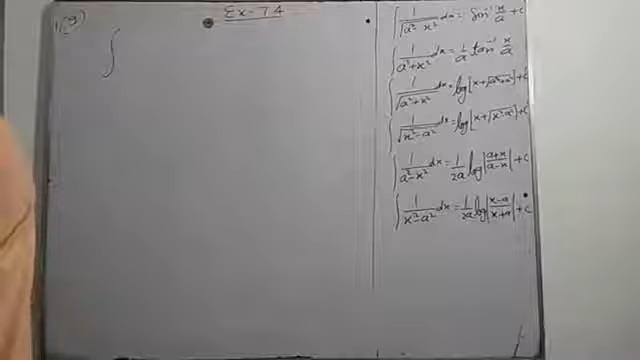 Ex-7.4
1(9)
∫
∫ 1/√(a²-x²) dx = sin⁻¹ x/a + c
∫ 1/(a²+x²) dx = 1/a tan⁻¹ x/a
∫ 1/√(a²+x²) dx = log|x+√(a²+x²)| + c
∫ 1/√(x²-a²) dx = log|x+√(x²-a²)| + c
∫ 1/(a²-x²) dx = 1/2a log|(a+x)/(a-x)| + c
∫ 1/(x²-a²) dx = 1/2a log|(x-a)/(x+a)| + c